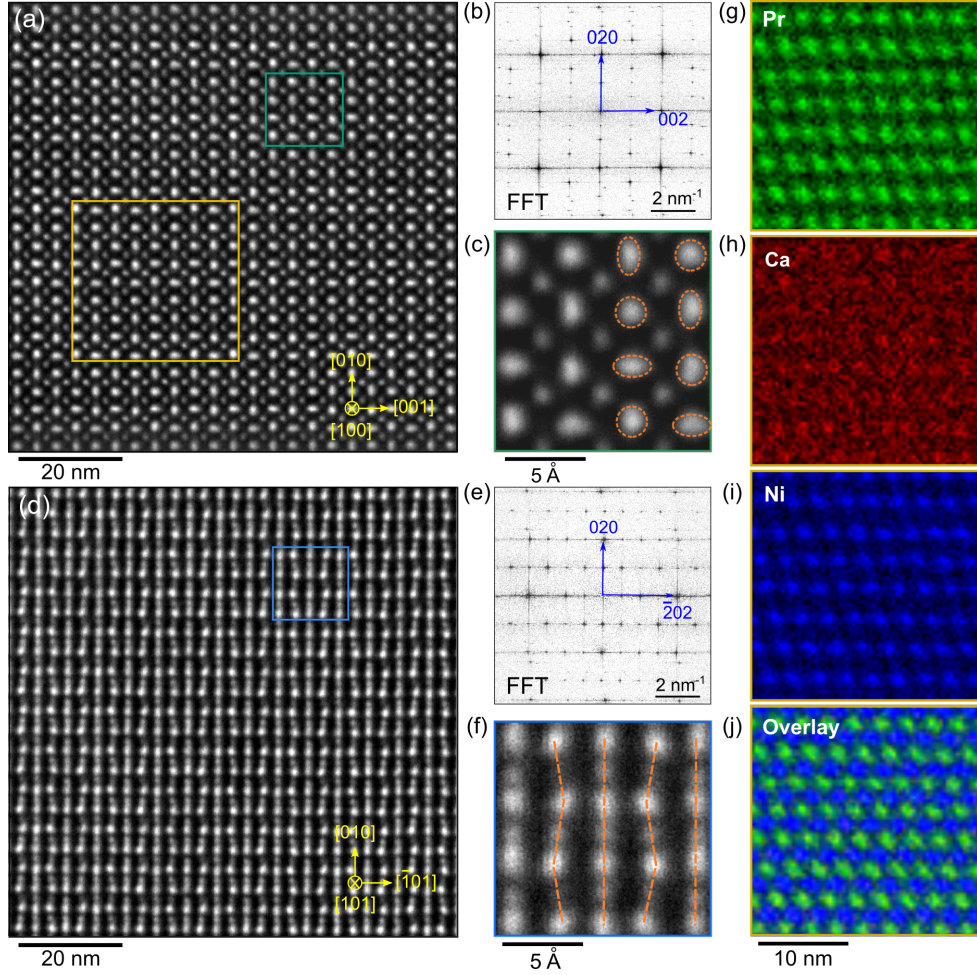 (a)
[010]
[001]
[100]
20 nm
(b)
020
002
FFT
2 nm⁻¹
(c)
5 Å
(d)
[010]
[1̅01]
[101]
20 nm
(e)
020
2̅02
FFT
2 nm⁻¹
(f)
5 Å
(g)
Pr
(h)
Ca
(i)
Ni
(j)
Overlay
10 nm